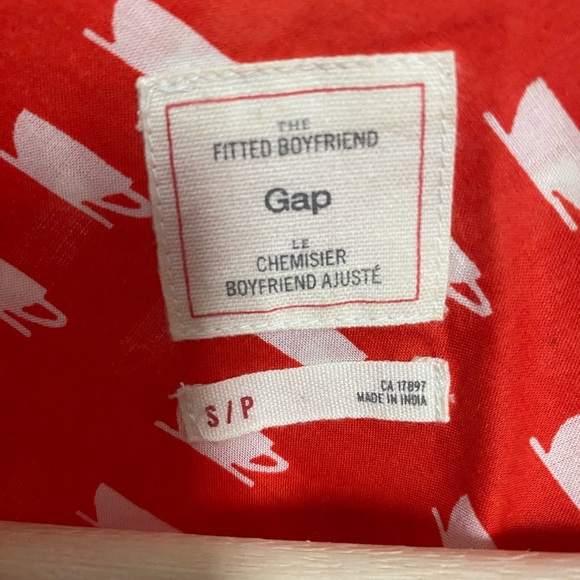 THE
FITTED BOYFRIEND
Gap
LE
CHEMISIER
BOYFRIEND AJUSTÉ
S / P
CA 17897
MADE IN INDIA